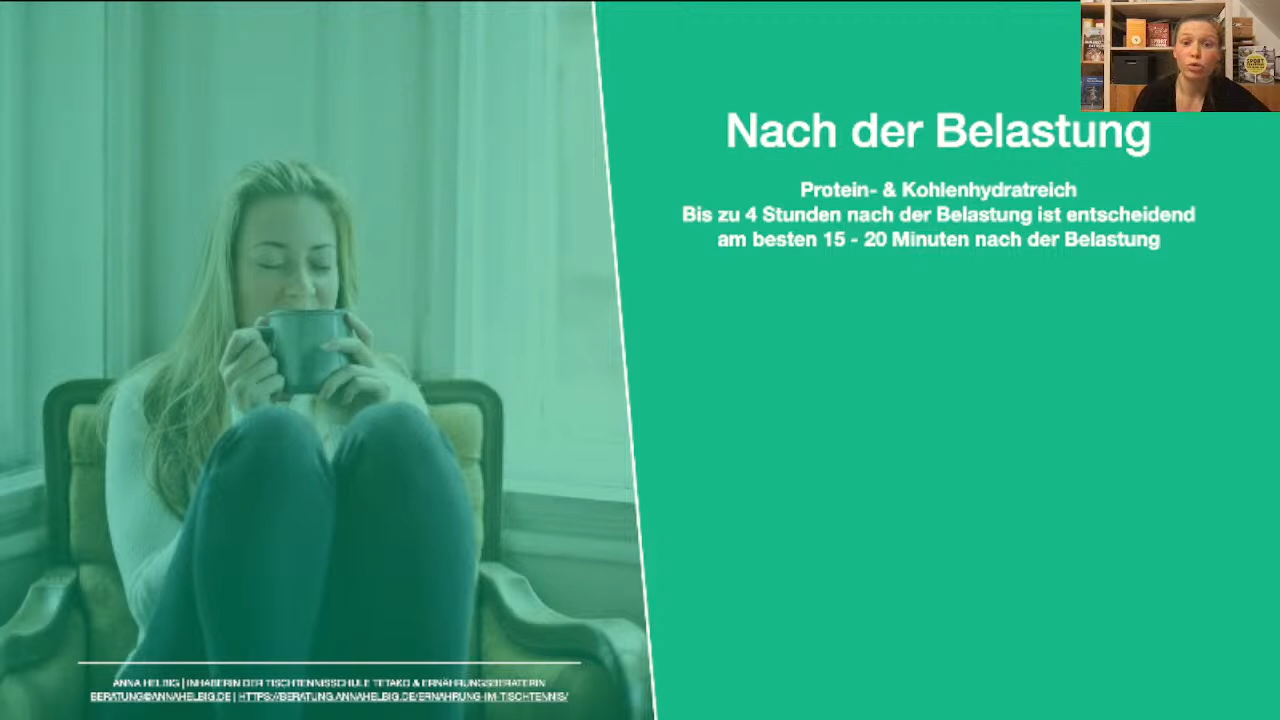 Nach der Belastung
Protein- & Kohlenhydratreich
Bis zu 4 Stunden nach der Belastung ist entscheidend
am besten 15 - 20 Minuten nach der Belastung
ANNA HELBIG | INHABERIN DER TISCHTENNISSCHULE TETAKO & ERNÄHRUNGSBERATERIN
BERATUNG@ANNAHELBIG.DE | HTTPS://BERATUNG.ANNAHELBIG.DE/ERNAHRUNG-IM-TISCHTENNIS/